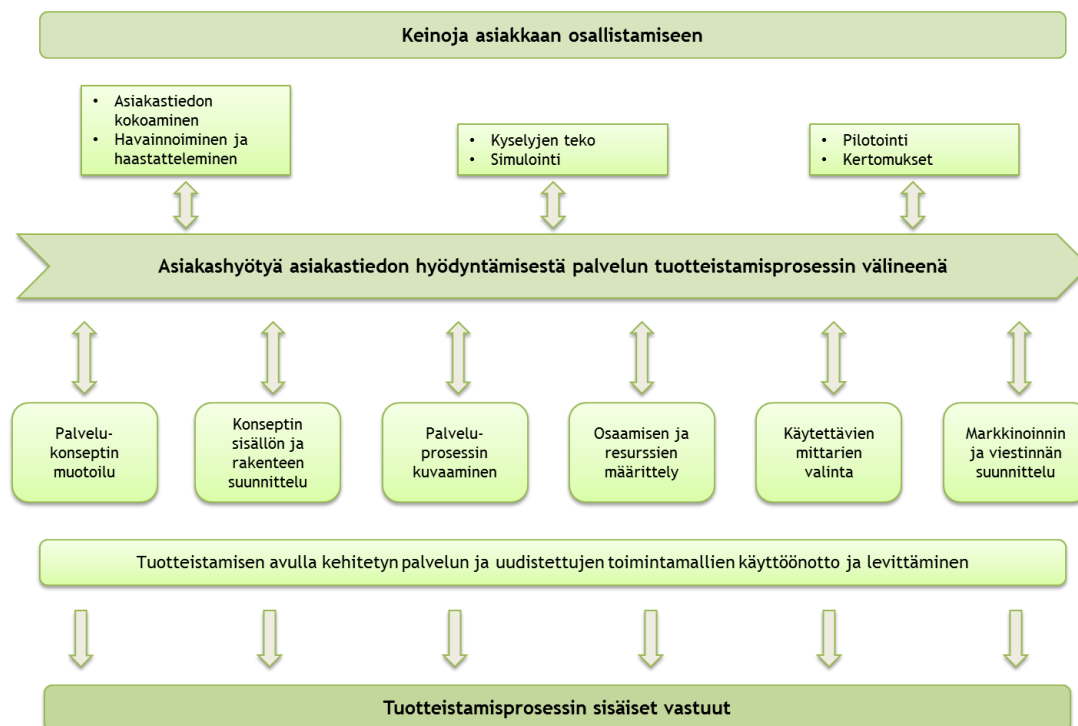 Keinoja asiakkaan osallistamiseen
• Asiakastiedon
kokoaminen
• Havainnoiminen ja
haastatteleminen
• Kyselyjen teko
• Simulointi
• Pilotointi
• Kertomukset
Asiakashyötyä asiakastiedon hyödyntämisestä palvelun tuotteistamisprosessin välineenä
Palvelu-
konseptin
muotoilu
Konseptin
sisällön ja
rakenteen
suunnittelu
Palvelu-
prosessin
kuvaaminen
Osaamisen ja
resurssien
määrittely
Käytettävien
mittarien
valinta
Markkinoinnin
ja viestinnän
suunnittelu
Tuotteistamisen avulla kehitetyn palvelun ja uudistettujen toimintamallien käyttöönotto ja levittäminen
Tuotteistamisprosessin sisäiset vastuut